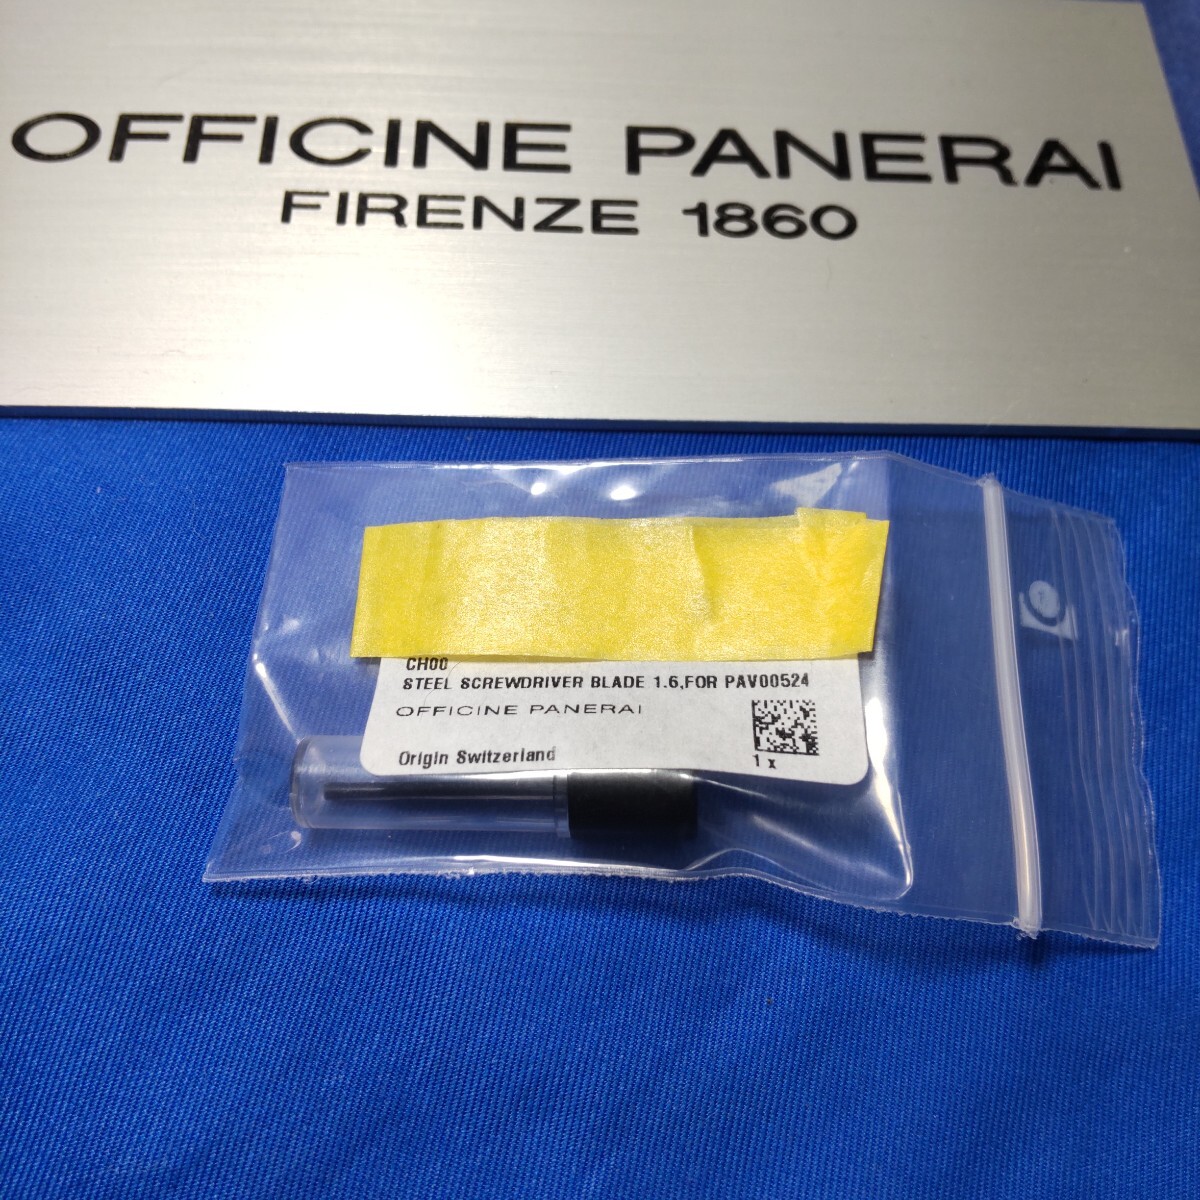 OFFICINE PANERAI
FIRENZE 1860
CH00
STEEL SCREWDRIVER BLADE 1.6,FOR PAV00524
OFFICINE PANERAI
Origin Switzerland
1 x